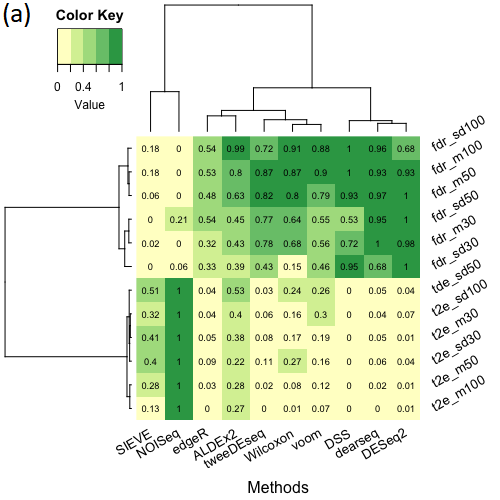 (a)
Color Key
0 0.4 1
Value
0.18 0 0.54 0.99 0.72 0.91 0.88 1 0.96 0.68 fdr_sd100
0.18 0 0.53 0.8 0.87 0.87 0.9 1 0.93 0.93 fdr_m100
0.06 0 0.48 0.63 0.82 0.8 0.79 0.93 0.97 1 fdr_m50
0 0.21 0.54 0.45 0.77 0.64 0.55 0.53 0.95 1 fdr_sd50
0.02 0 0.32 0.43 0.78 0.68 0.56 0.72 1 0.98 fdr_m30
0 0.06 0.33 0.39 0.43 0.15 0.46 0.95 0.68 1 fdr_sd30
0.51 1 0.04 0.53 0.03 0.24 0.26 0 0.05 0.04 tde_sd50
0.32 1 0.04 0.4 0.06 0.16 0.3 0 0.04 0.07 t2e_sd100
0.41 1 0.04 0.38 0.08 0.17 0.19 0 0.05 0.01 t2e_m30
0.4 1 0.09 0.22 0.11 0.27 0.16 0 0.06 0.04 t2e_sd30
0.28 1 0.03 0.28 0.02 0.08 0.12 0 0.02 0.01 t2e_m50
0.13 1 0 0.27 0 0.01 0.07 0 0 0.01 t2e_m100
SIEVE NOISeq edgeR ALDEx2 tweeDEseq Wilcoxon voom DSS dearseq DESeq2
Methods